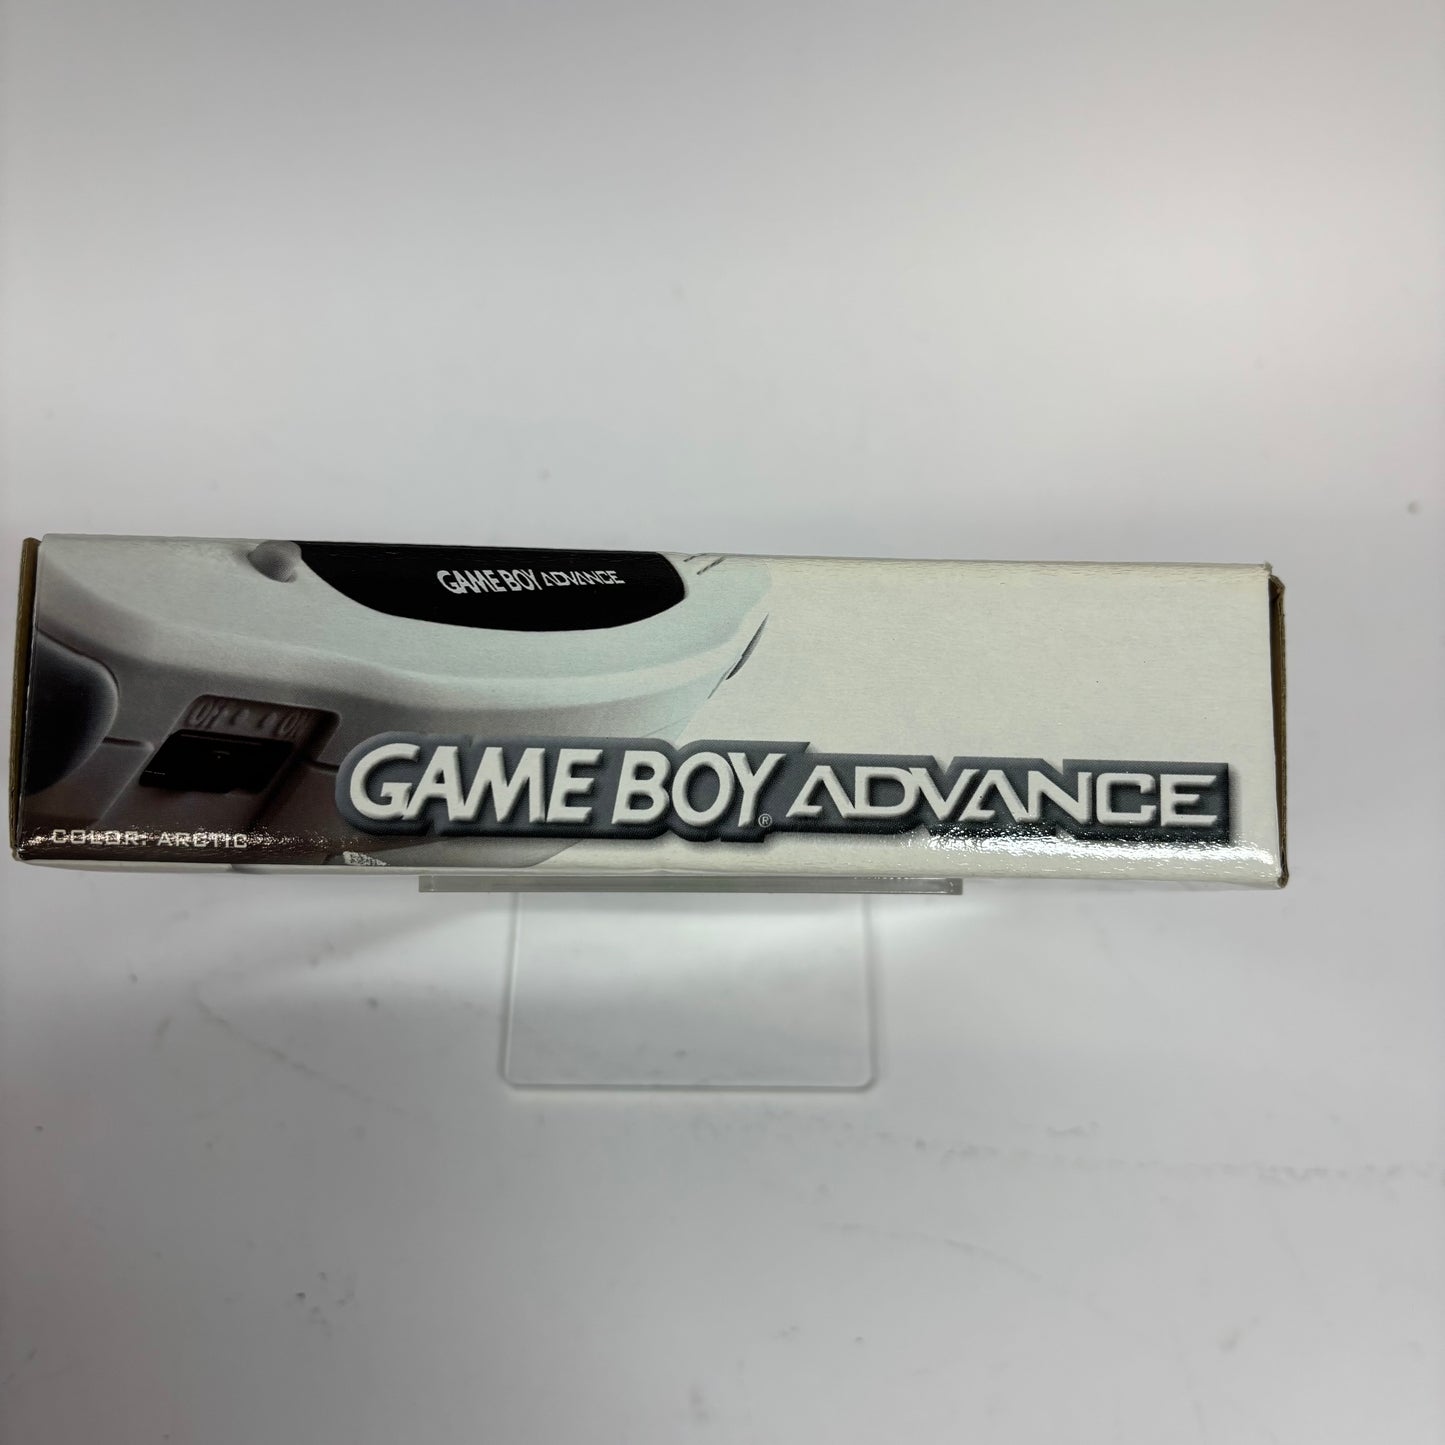 GAME BOY ADVANCE
OFF ON
GAME BOY ADVANCE®
COLOR: ARCTIC